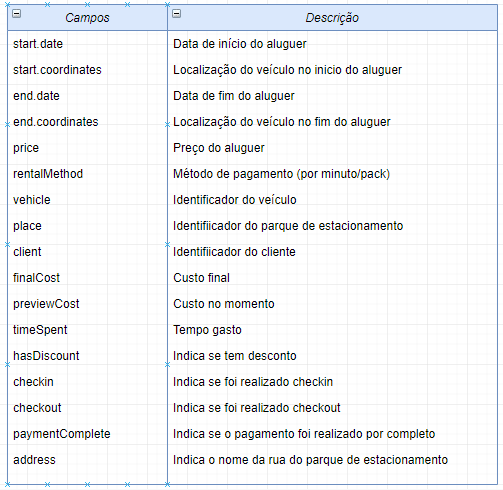 Campos Descrição
start.date Data de início do aluguer
start.coordinates Localização do veículo no inicio do aluguer
end.date Data de fim do aluguer
end.coordinates Localização do veículo no fim do aluguer
price Preço do aluguer
rentalMethod Método de pagamento (por minuto/pack)
vehicle Identificador do veículo
place Identifiicador do parque de estacionamento
client Identifiicador do cliente
finalCost Custo final
previewCost Custo no momento
timeSpent Tempo gasto
hasDiscount Indica se tem desconto
checkin Indica se foi realizado checkin
checkout Indica se foi realizado checkout
paymentComplete Indica se o pagamento foi realizado por completo
address Indica o nome da rua do parque de estacionamento